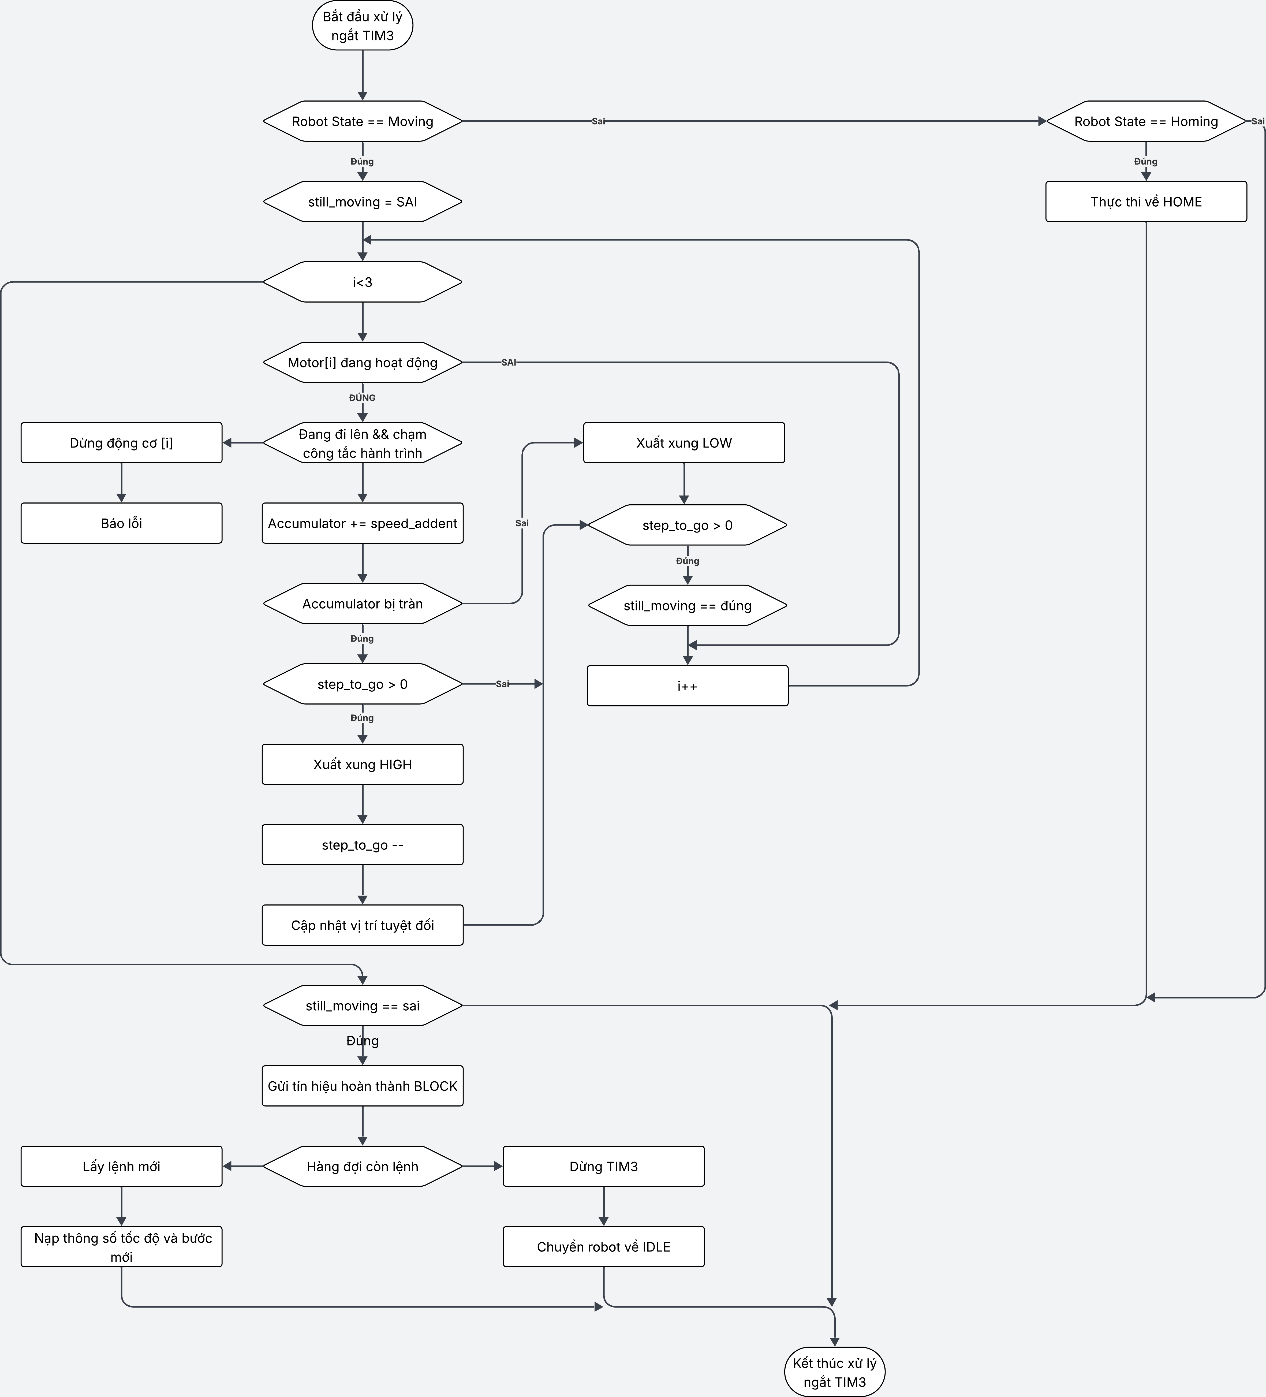 Bắt đầu xử lý
ngắt TIM3
Robot State == Moving
Sai
Robot State == Homing
Sai
Đúng
Đúng
still_moving = SAI
Thực thi về HOME
i<3
Motor[i] đang hoạt động
SAI
ĐÚNG
Dừng động cơ [i]
Đang đi lên && chạm
công tắc hành trình
Xuất xung LOW
Báo lỗi
Accumulator += speed_addent
Sai
step_to_go > 0
Đúng
Accumulator bị tràn
still_moving == đúng
Đúng
step_to_go > 0
Sai
i++
Đúng
Xuất xung HIGH
step_to_go --
Cập nhật vị trí tuyệt đối
still_moving == sai
Đúng
Gửi tín hiệu hoàn thành BLOCK
Lấy lệnh mới
Hàng đợi còn lệnh
Dừng TIM3
Nạp thông số tốc độ và bước
mới
Chuyển robot về IDLE
Kết thúc xử lý
ngắt TIM3